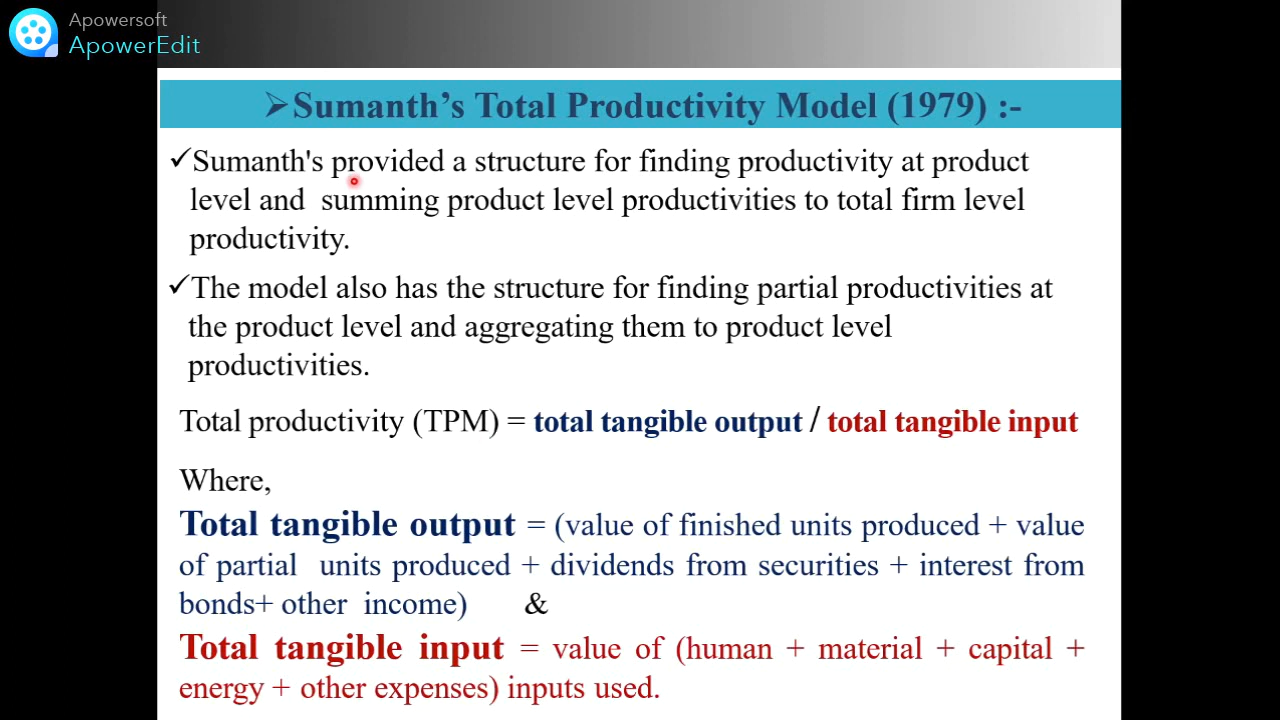 Apowersoft
ApowerEdit
➢Sumanth’s Total Productivity Model (1979) :-
✓Sumanth's provided a structure for finding productivity at product
level and summing product level productivities to total firm level
productivity.
✓The model also has the structure for finding partial productivities at
the product level and aggregating them to product level
productivities.
Total productivity (TPM) = total tangible output / total tangible input
Where,
Total tangible output = (value of finished units produced + value
of partial units produced + dividends from securities + interest from
bonds+ other income) &
Total tangible input = value of (human + material + capital +
energy + other expenses) inputs used.